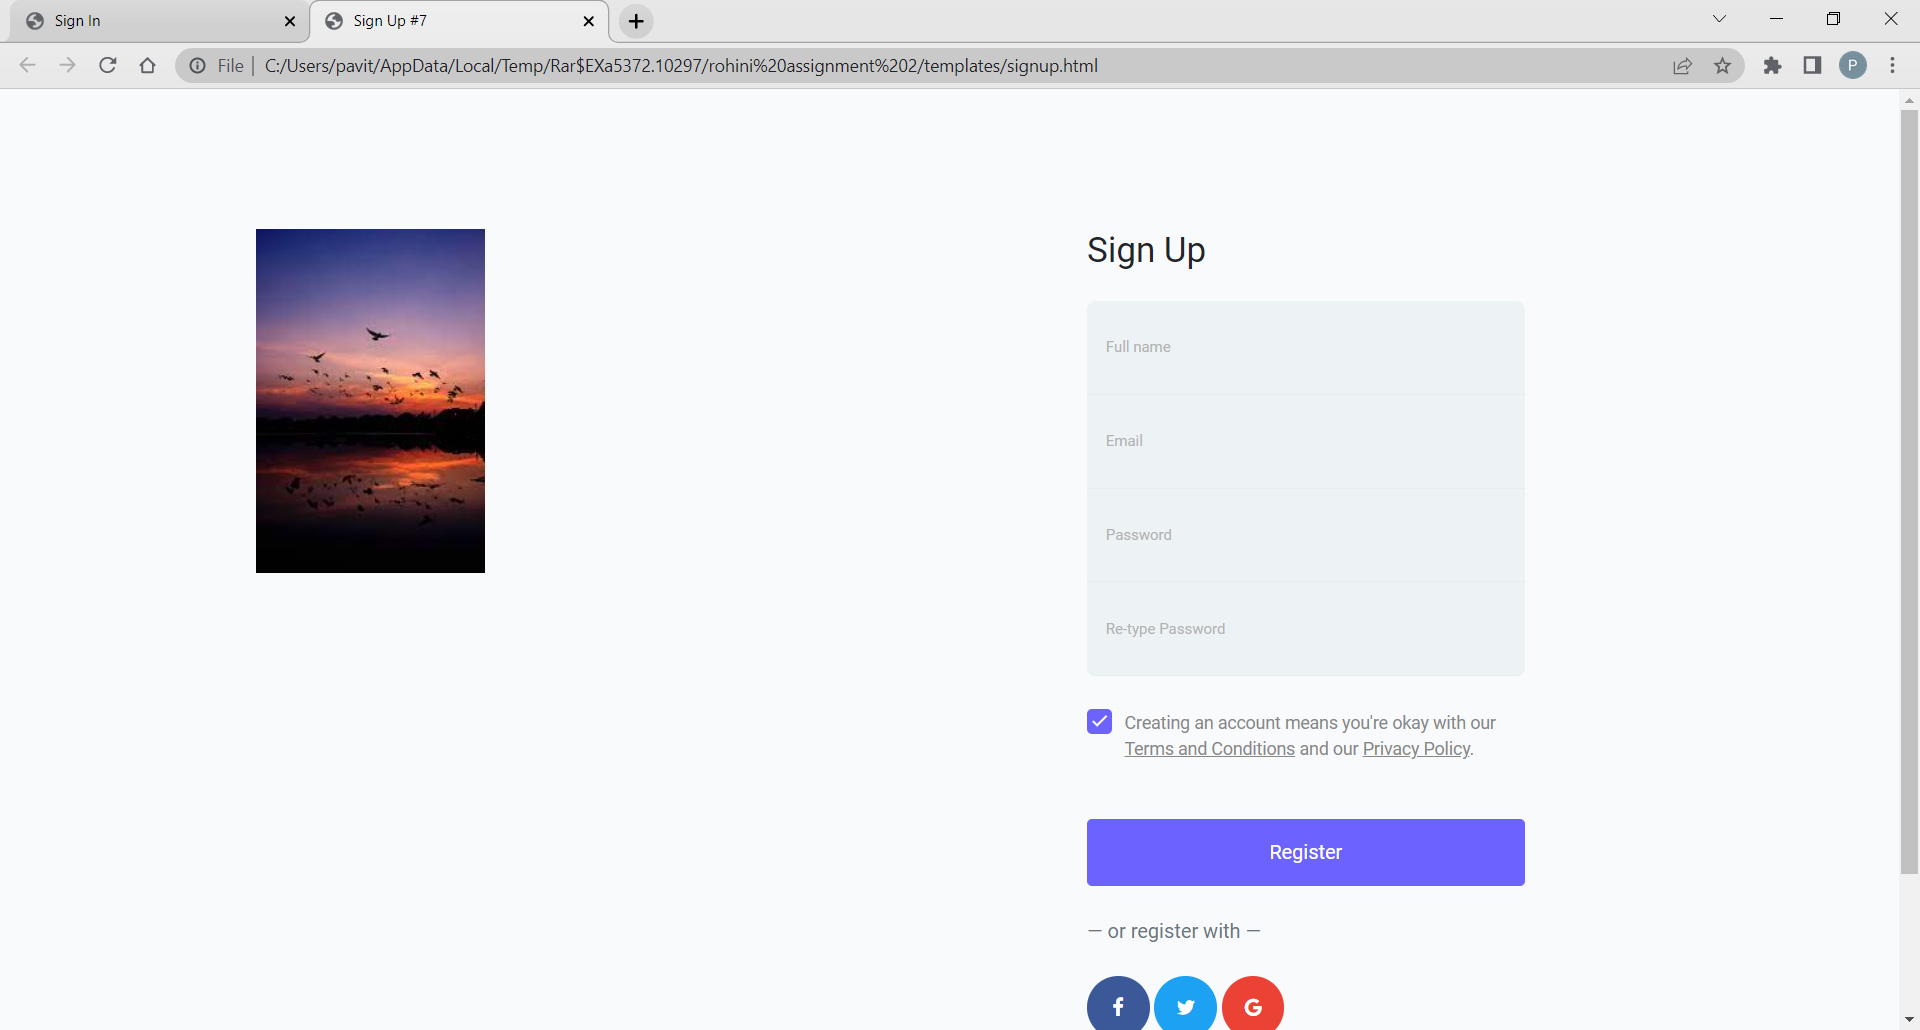 Sign In
Sign Up #7
File
C:/Users/pavit/AppData/Local/Temp/Rar$EXa5372.10297/rohini%20assignment%202/templates/signup.html
P
Sign Up
Full name
Email
Password
Re-type Password
Creating an account means you're okay with our
Terms and Conditions and our Privacy Policy.
Register
— or register with —
f
G